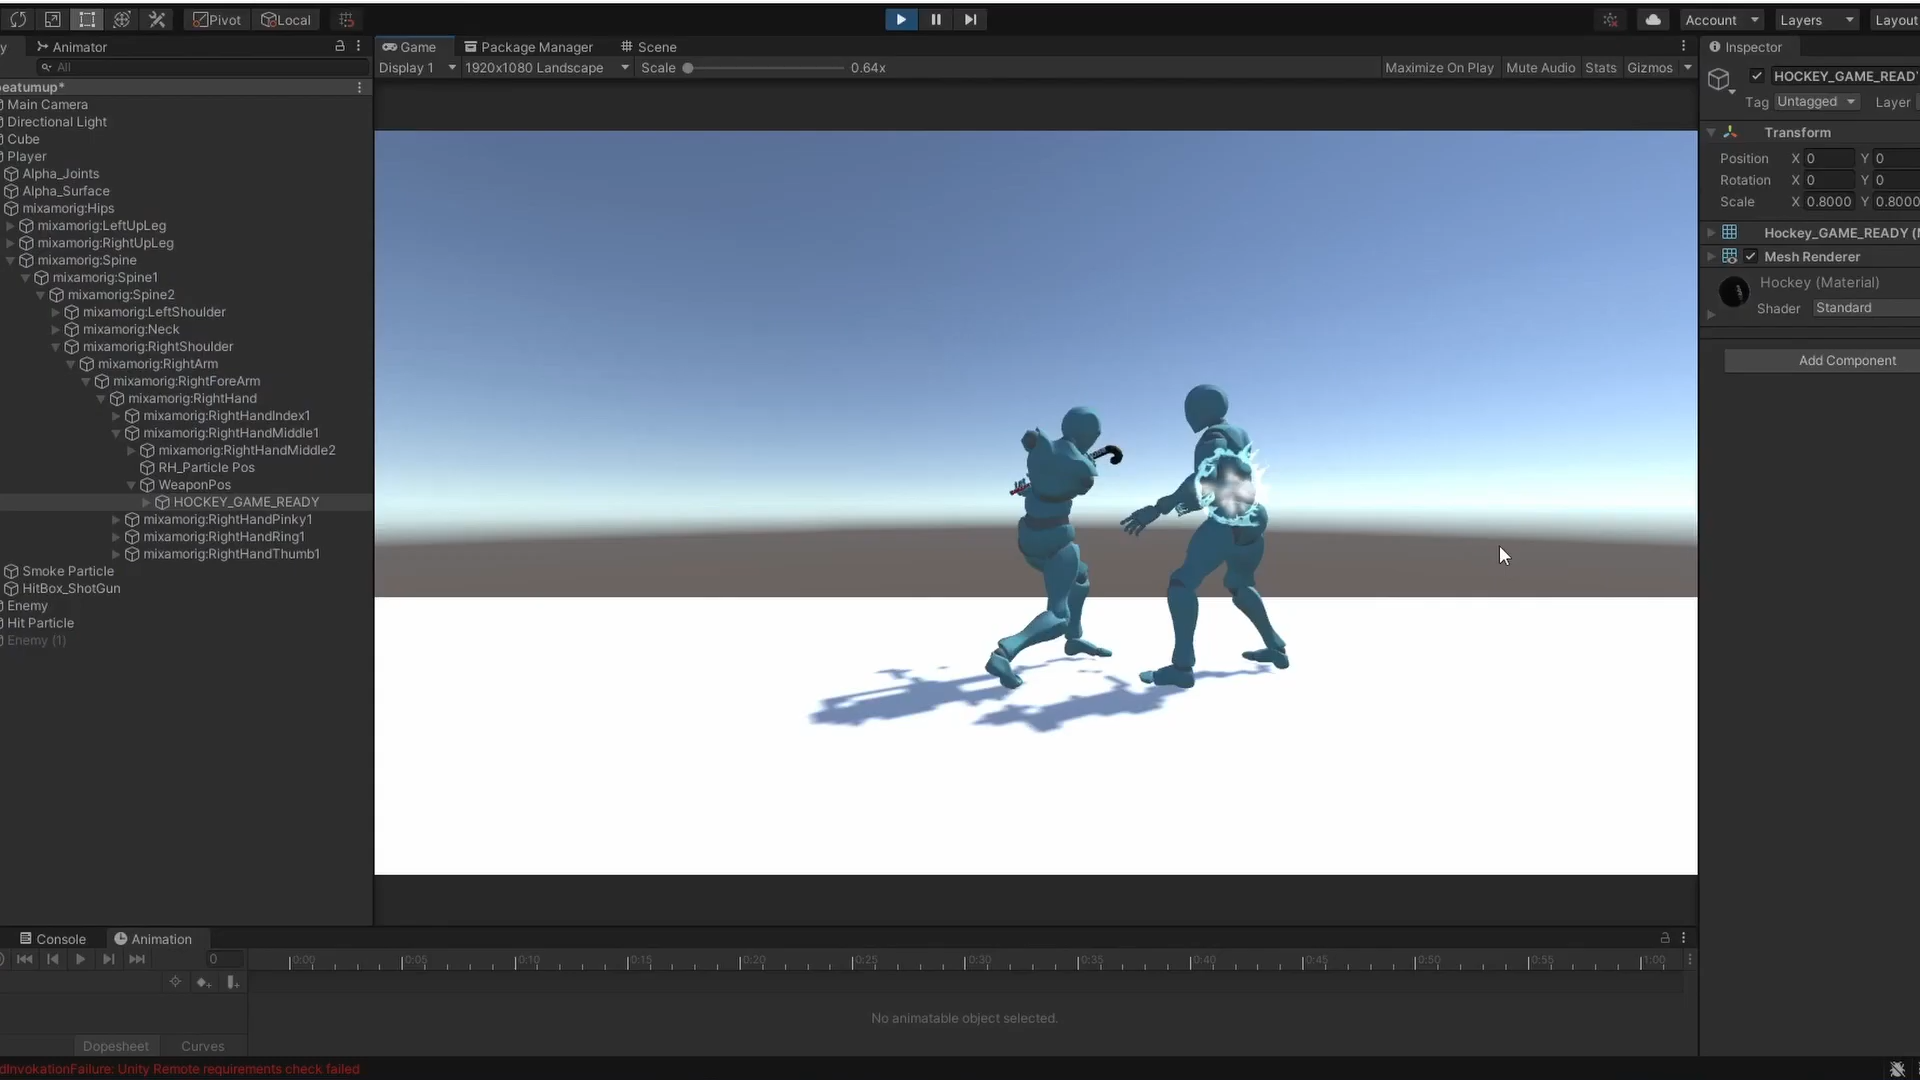 Pivot Local Account Layers Layout
y Animator Game Package Manager Scene Inspector
All Display 1 1920x1080 Landscape Scale 0.64x Maximize On Play Mute Audio Stats Gizmos
HOCKEY_GAME_READ
Tag Untagged Layer
Transform
Position X 0 Y 0
Rotation X 0 Y 0
Scale X 0.8000 Y 0.8000
Hockey_GAME_READY (
Mesh Renderer
Hockey (Material)
Shader Standard
Add Component
eatumup*
Main Camera
Directional Light
Cube
Player
Alpha_Joints
Alpha_Surface
mixamorig:Hips
mixamorig:LeftUpLeg
mixamorig:RightUpLeg
mixamorig:Spine
mixamorig:Spine1
mixamorig:Spine2
mixamorig:LeftShoulder
mixamorig:Neck
mixamorig:RightShoulder
mixamorig:RightArm
mixamorig:RightForeArm
mixamorig:RightHand
mixamorig:RightHandIndex1
mixamorig:RightHandMiddle1
mixamorig:RightHandMiddle2
RH_Particle Pos
WeaponPos
HOCKEY_GAME_READY
mixamorig:RightHandPinky1
mixamorig:RightHandRing1
mixamorig:RightHandThumb1
Smoke Particle
HitBox_ShotGun
Enemy
Hit Particle
Enemy (1)
Console Animation
0 0:00 0:05 0:10 0:15 0:20 0:25 0:30 0:35 0:40 0:45 0:50 0:55 1:00
No animatable object selected.
Dopesheet Curves
dInvokationFailure: Unity Remote requirements check failed